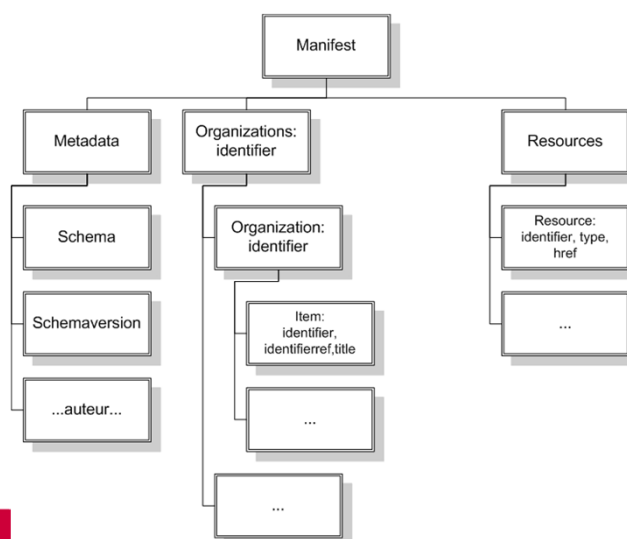 Manifest
Metadata
Organizations:
identifier
Resources
Schema
Organization:
identifier
Resource:
identifier, type,
href
Schemaversion
Item:
identifier,
identifierref,title
...
...auteur...
...
...